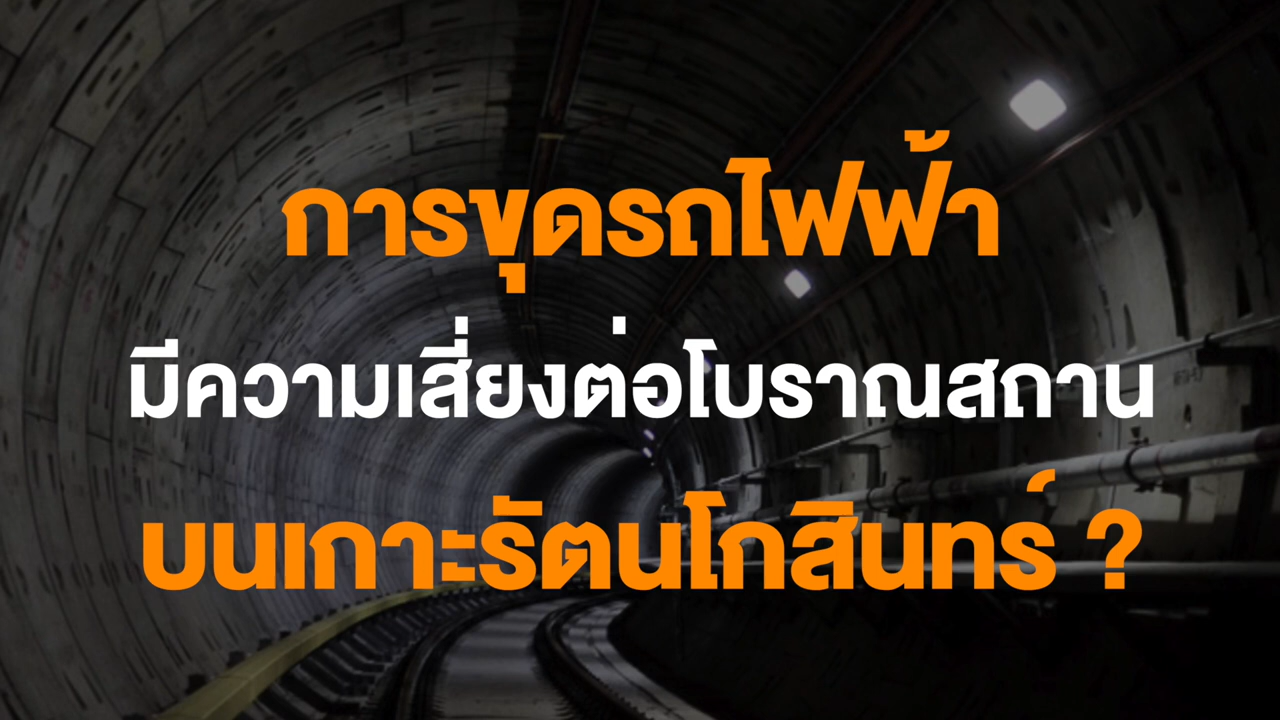 การขุดรถไฟฟ้า
มีความเสี่ยงต่อโบราณสถาน
บนเกาะรัตนโกสินทร์ ?